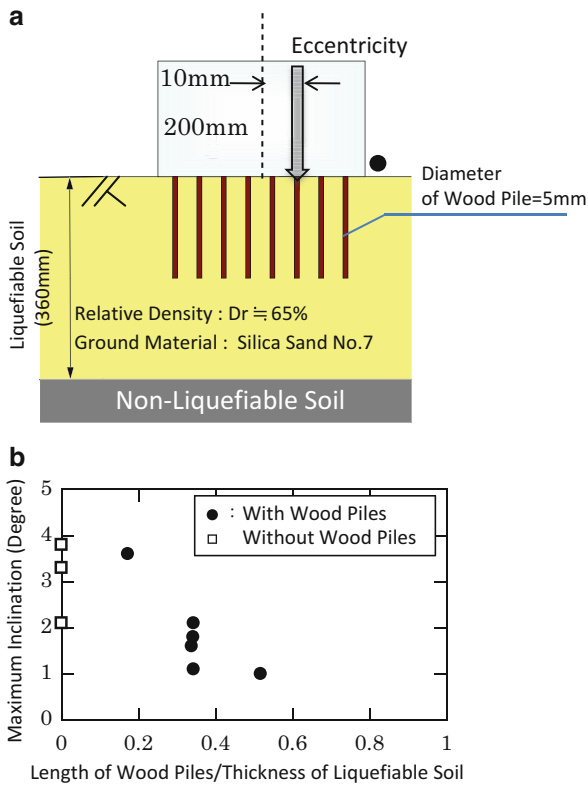 a
Eccentricity
10mm
200mm
Diameter
of Wood Pile=5mm
Liquefiable Soil
(360mm)
Relative Density : Dr ≒ 65%
Ground Material : Silica Sand No.7
Non-Liquefiable Soil
b
Maximum Inclination (Degree)
5
4
3
2
1
0
: With Wood Piles
Without Wood Piles
0 0.2 0.4 0.6 0.8 1
Length of Wood Piles/Thickness of Liquefiable Soil